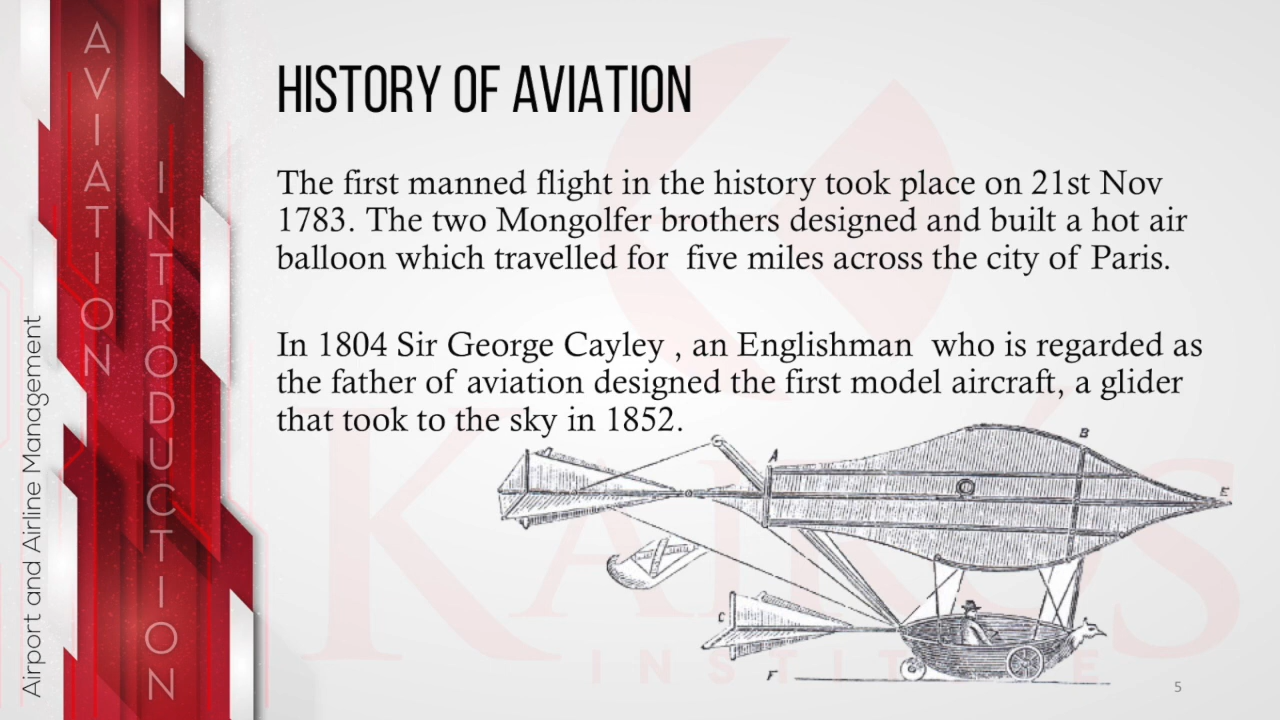 AVIATION
INTRODUCTION
Airport and Airline Management
HISTORY OF AVIATION
The first manned flight in the history took place on 21st Nov
1783. The two Mongolfer brothers designed and built a hot air
balloon which travelled for  five miles across the city of Paris.
In 1804 Sir George Cayley , an Englishman  who is regarded as
the father of aviation designed the first model aircraft, a glider
that took to the sky in 1852.
A
B
E
C
F
KAIROS
INSTITUTE
5